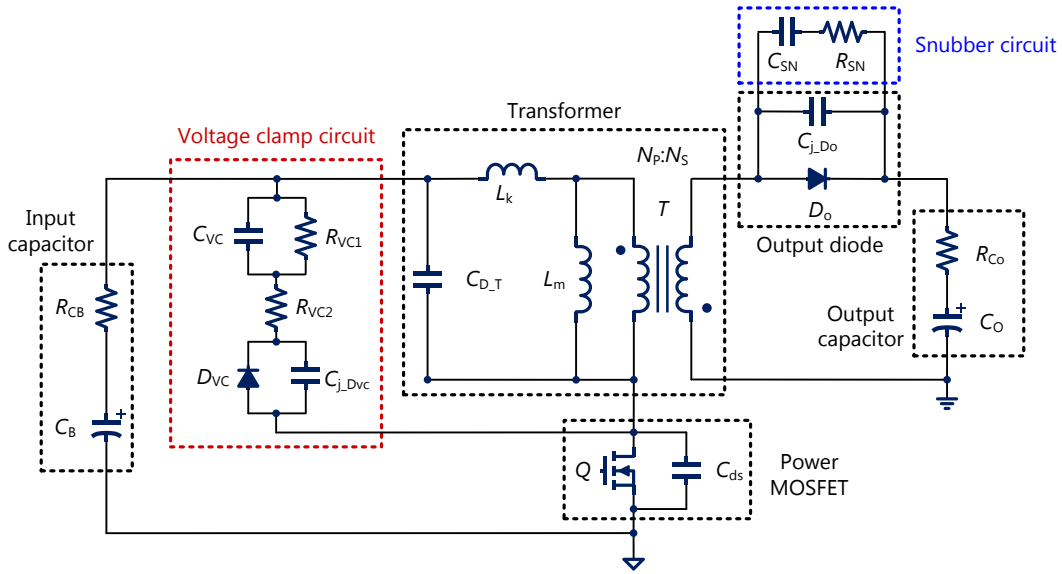 C_SN
R_SN
Snubber circuit
Transformer
C_j_Do
Voltage clamp circuit
N_P:N_S
L_k
T
D_o
Input
capacitor
C_VC
R_VC1
Output diode
R_Co
C_D_T
L_m
R_CB
R_VC2
Output
capacitor
+
C_O
D_VC
C_j_Dvc
+
C_B
Q
C_ds
Power
MOSFET